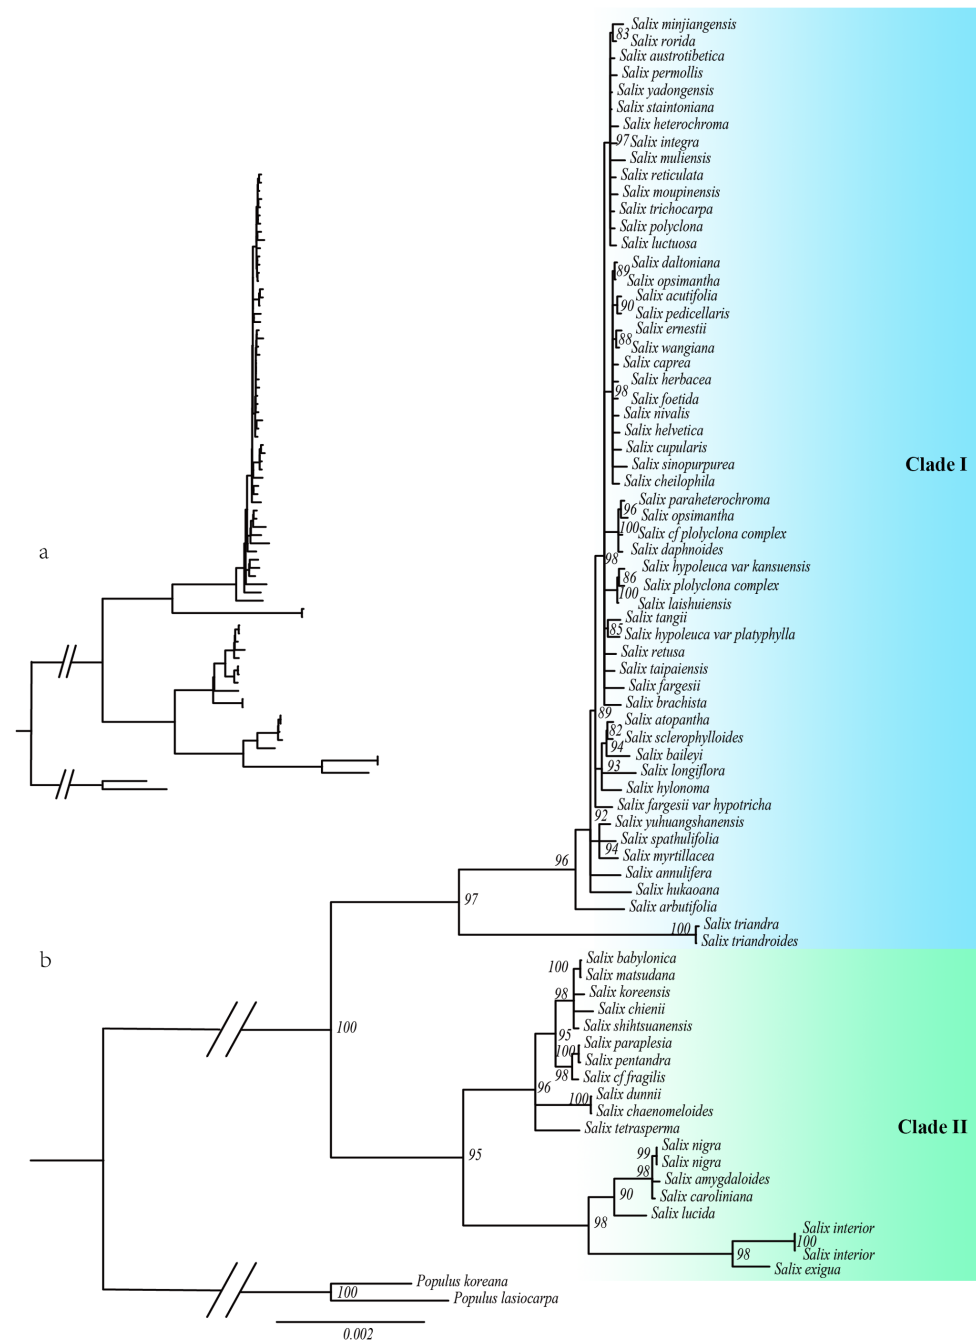 Salix minjiangensis
83
Salix rorida
Salix austrotibetica
Salix permollis
Salix yadongensis
Salix staintoniana
Salix heterochroma
97
Salix integra
Salix muliensis
Salix reticulata
Salix moupinensis
Salix trichocarpa
Salix polyclona
Salix luctuosa
Salix daltoniana
89
Salix opsimantha
Salix acutifolia
90
Salix pedicellaris
Salix ernestii
88
Salix wangiana
Salix caprea
Salix herbacea
98
Salix foetida
Salix nivalis
Salix helvetica
Salix cupularis
Clade I
Salix sinopurpurea
Salix cheilophila
Salix paraheterochroma
96
Salix opsimantha
100
Salix cf plolyclona complex
a
Salix daphnoides
98
Salix hypoleuca var kansuensis
86
Salix plolyclona complex
100
Salix laishuiensis
Salix tangii
85
Salix hypoleuca var platyphylla
Salix retusa
Salix taipaiensis
Salix fargesii
Salix brachista
89
Salix atopantha
82
Salix sclerophylloides
94
Salix baileyi
93
Salix longiflora
Salix hylonoma
Salix fargesii var hypotricha
92
Salix yuhuangshanensis
Salix spathulifolia
94
Salix myrtillacea
96
Salix annulifera
Salix hukaoana
97
Salix arbutifolia
Salix triandra
100
Salix triandroides
b
Salix babylonica
100
Salix matsudana
98
Salix koreensis
Salix chienii
100
Salix shihtsuanensis
95
Salix paraplesia
100
Salix pentandra
98
Salix cf fragilis
96
Salix dunnii
100
Salix chaenomeloides
Clade II
Salix tetrasperma
95
Salix nigra
99
Salix nigra
98
Salix amygdaloides
90
Salix caroliniana
Salix lucida
98
Salix interior
100
Salix interior
98
Salix exigua
Populus koreana
100
Populus lasiocarpa
0.002